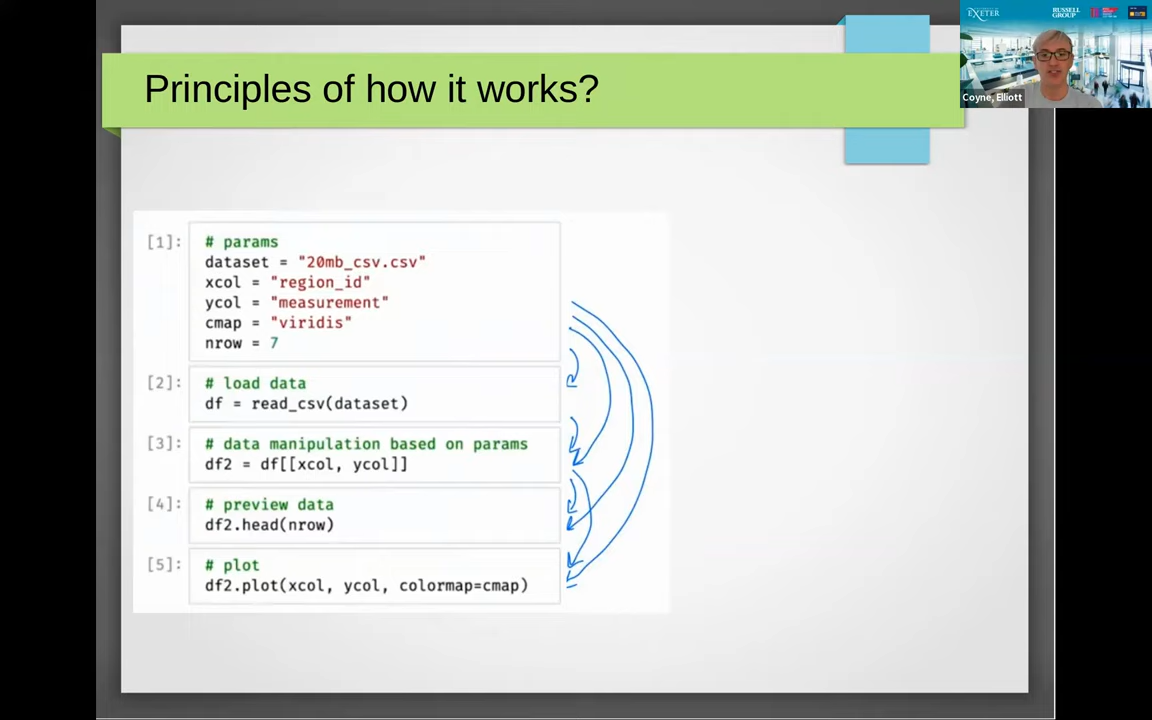 Principles of how it works?
EXETER
RUSSELL
GROUP
Coyne, Elliott
[1]:
# params
dataset = "20mb_csv.csv"
xcol = "region_id"
ycol = "measurement"
cmap = "viridis"
nrow = 7
[2]:
# load data
df = read_csv(dataset)
[3]:
# data manipulation based on params
df2 = df[[xcol, ycol]]
[4]:
# preview data
df2.head(nrow)
[5]:
# plot
df2.plot(xcol, ycol, colormap=cmap)